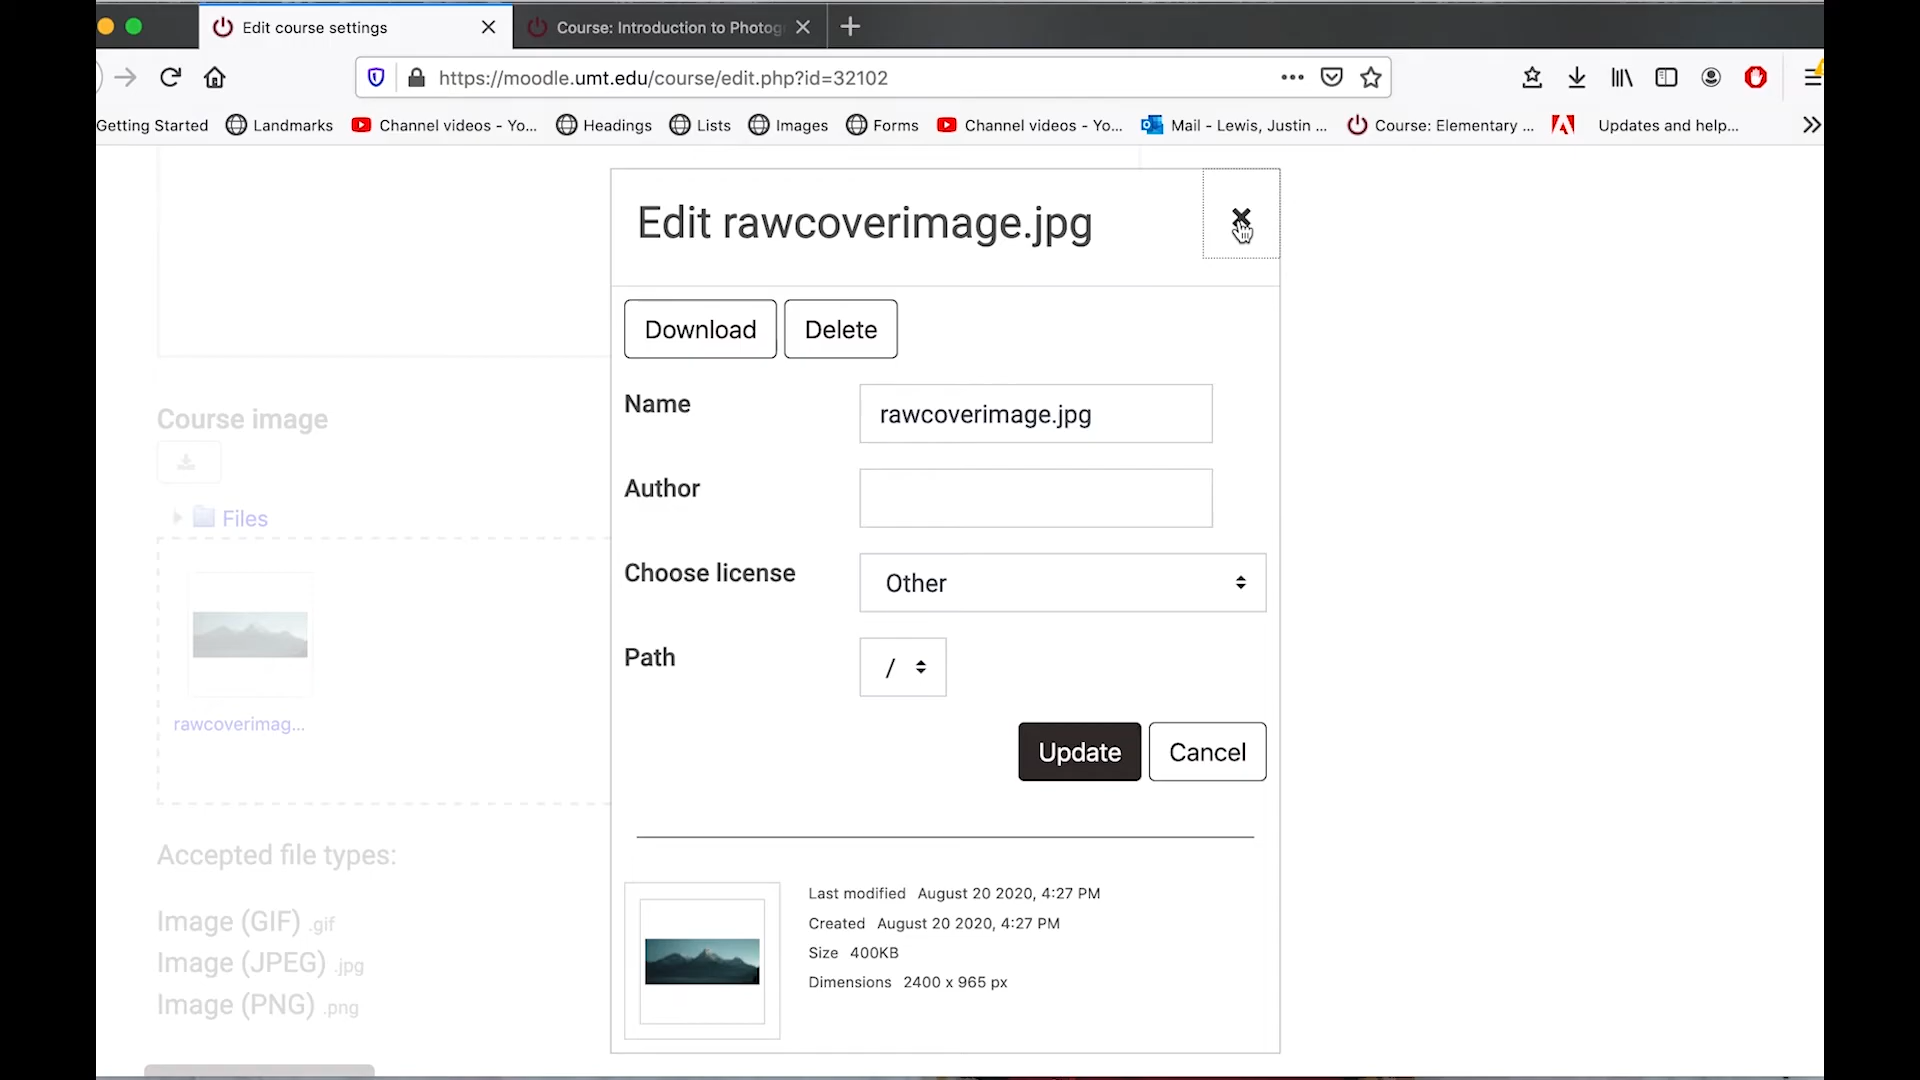 Edit course settings
Course: Introduction to Photog
https://moodle.umt.edu/course/edit.php?id=32102
Getting Started
Landmarks
Channel videos - Yo...
Headings
Lists
Images
Forms
Channel videos - Yo...
Mail - Lewis, Justin ...
Course: Elementary ...
Updates and help...
Edit rawcoverimage.jpg
Download
Delete
Name
rawcoverimage.jpg
Author
Choose license
Other
Path
/
Update
Cancel
Last modified August 20 2020, 4:27 PM
Created August 20 2020, 4:27 PM
Size 400KB
Dimensions 2400 x 965 px
Course image
Files
rawcoverimag...
Accepted file types:
Image (GIF) .gif
Image (JPEG) .jpg
Image (PNG) .png